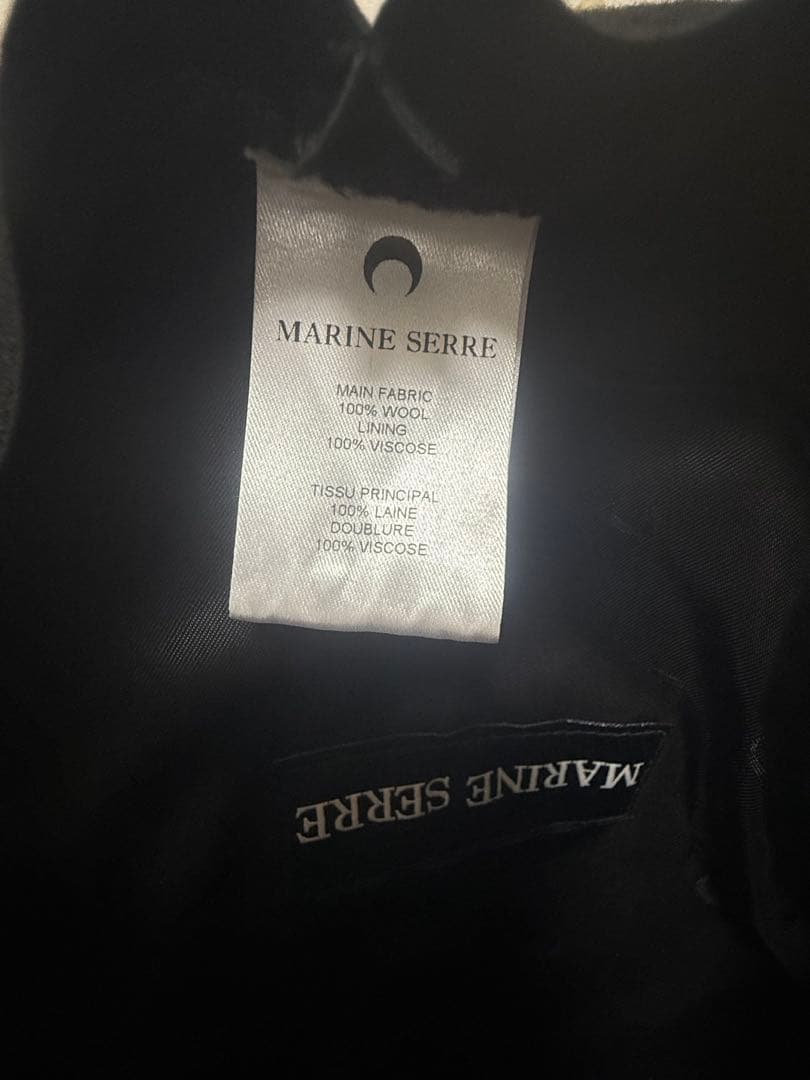 MARINE SERRE
MAIN FABRIC
100% WOOL
LINING
100% VISCOSE
TISSU PRINCIPAL
100% LAINE
DOUBLURE
100% VISCOSE
MARINE SERRE